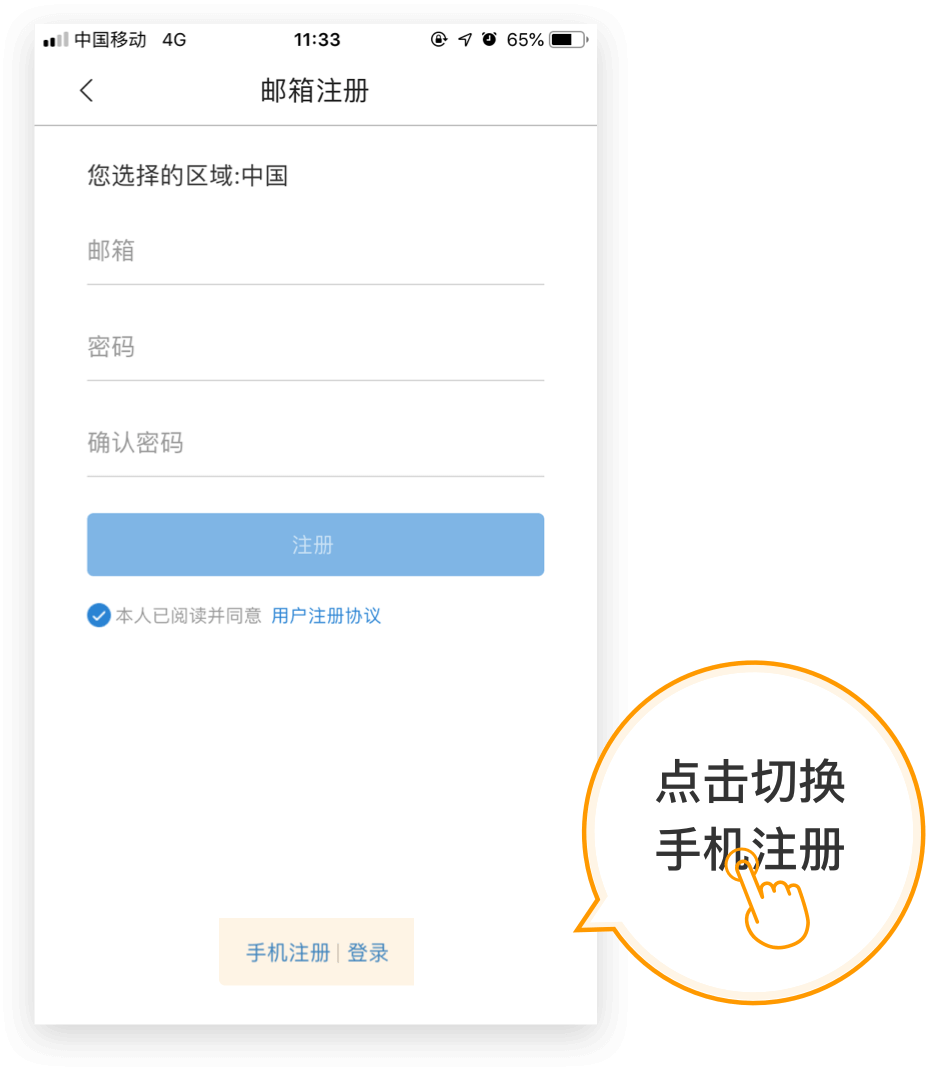 中国移动 4G 11:33 65%
邮箱注册
您选择的区域:中国
邮箱
密码
确认密码
注册
本人已阅读并同意 用户注册协议
点击切换
手机注册
手机注册|登录